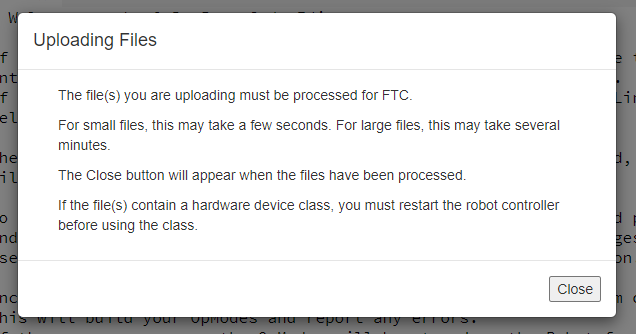 Uploading Files
The file(s) you are uploading must be processed for FTC.
For small files, this may take a few seconds. For large files, this may take several
minutes.
The Close button will appear when the files have been processed.
If the file(s) contain a hardware device class, you must restart the robot controller
before using the class.
Close
his will build your OpModes and report any errors.